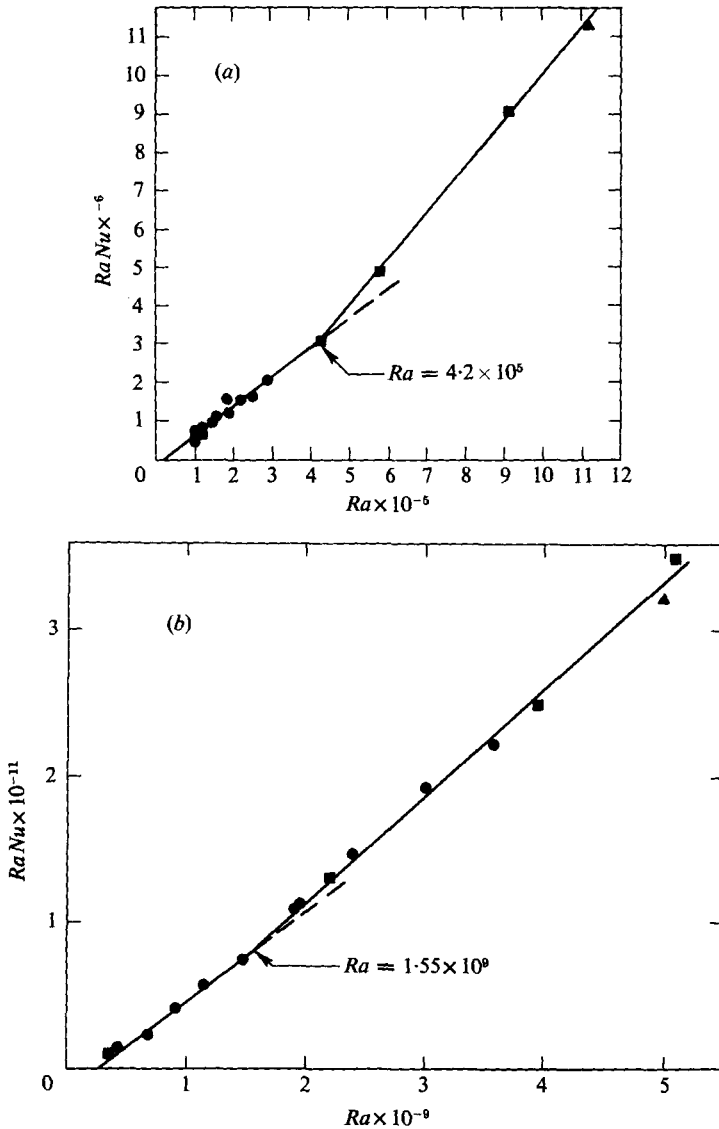 11
10
9
8
7
6
5
4
3
2
1
0
(a)
RaNu×⁻⁶
Ra = 4·2 × 10⁵
1 2 3 4 5 6 7 8 9 10 11 12
Ra × 10⁻⁵
3
2
1
0
(b)
RaNu × 10⁻¹¹
Ra = 1·55 × 10⁹
1 2 3 4 5
Ra × 10⁻⁹